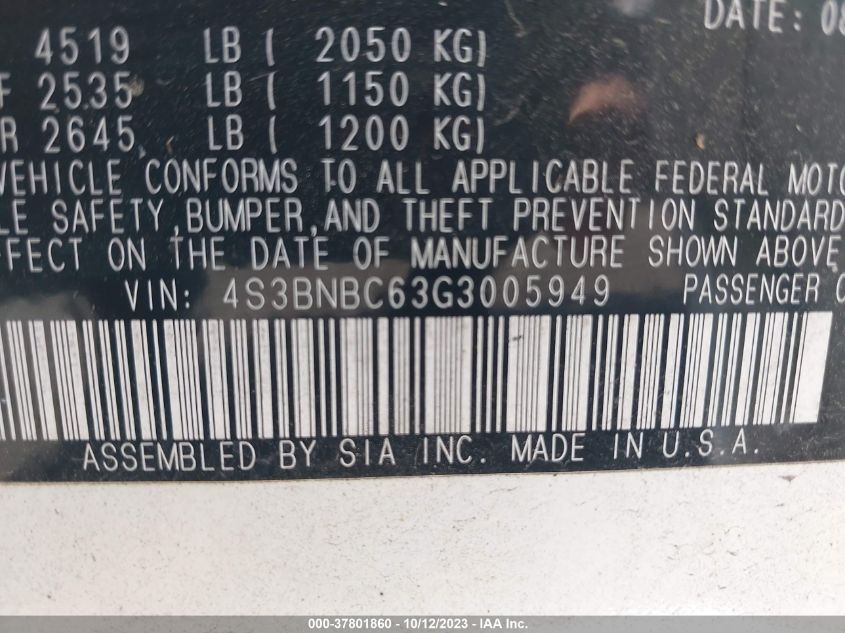 DATE: 08
4519 LB ( 2050 KG)
F 2535 LB ( 1150 KG)
R 2645 LB ( 1200 KG)
VEHICLE CONFORMS TO ALL APPLICABLE FEDERAL MOTO
LE SAFETY,BUMPER,AND THEFT PREVENTION STANDARD
FFECT ON THE DATE OF MANUFACTURE SHOWN ABOVE
VIN: 4S3BNBC63G3005949 PASSENGER C
ASSEMBLED BY SIA INC. MADE IN U.S.A.
000-37801860 - 10/12/2023 - IAA Inc.